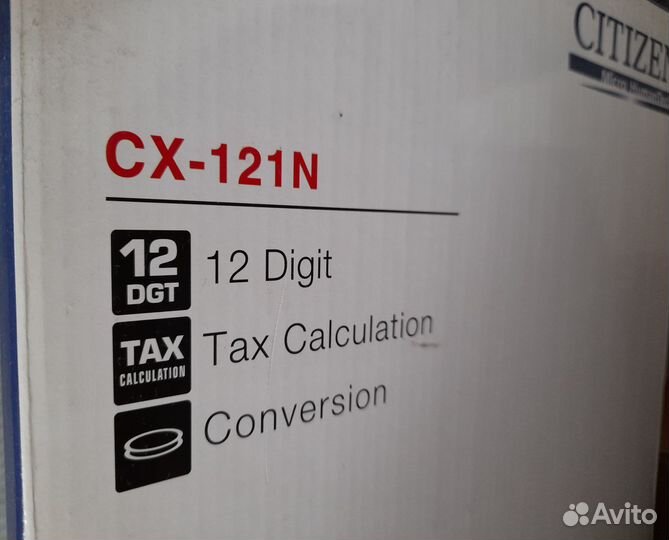 CITIZEN
CX-121N
12
DGT
12 Digit
TAX
CALCULATION
Tax Calculation
Conversion
Avito